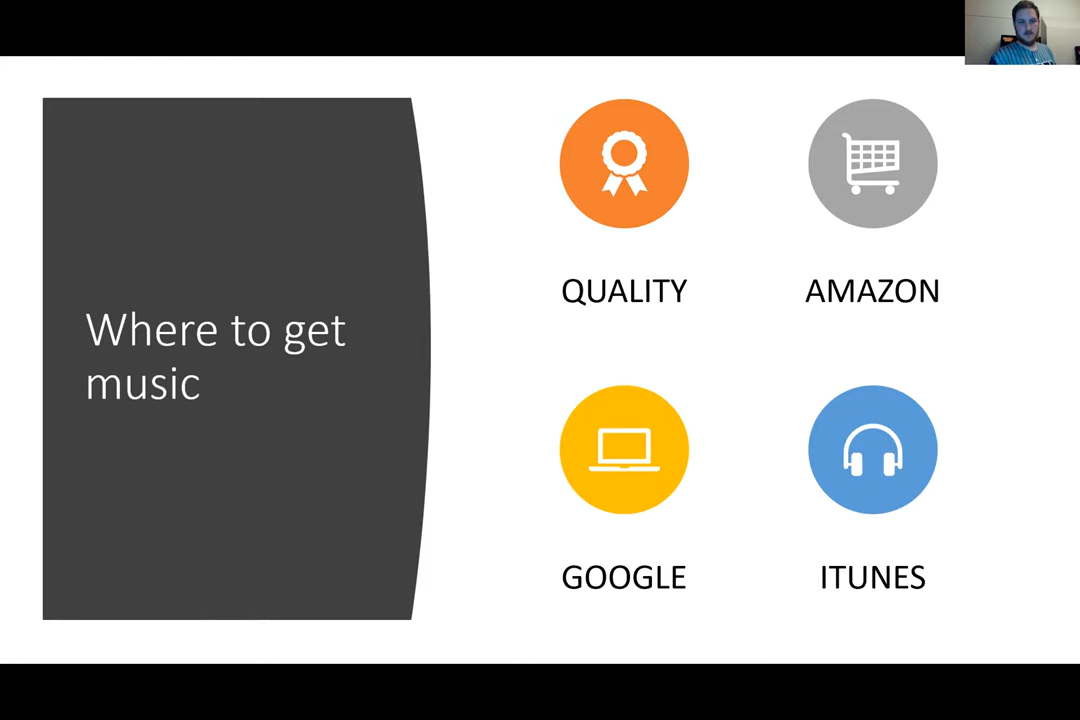 Where to get
music
QUALITY
AMAZON
GOOGLE
ITUNES